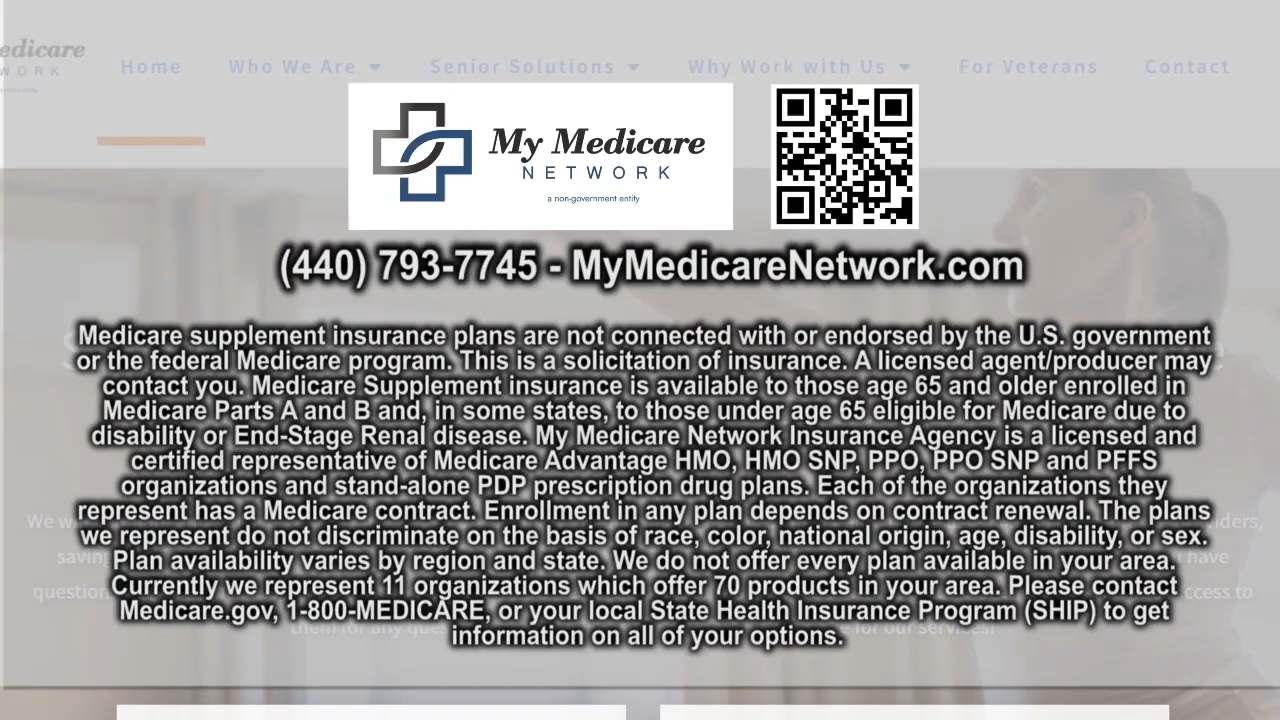 edicare
WORK
Home
Who We Are
Senior Solutions
Why Work with Us
For Veterans
Contact
My Medicare
NETWORK
a non-government entity
(440) 793-7745 - MyMedicareNetwork.com
Medicare supplement insurance plans are not connected with or endorsed by the U.S. government
or the federal Medicare program. This is a solicitation of insurance. A licensed agent/producer may
contact you. Medicare Supplement insurance is available to those age 65 and older enrolled in
Medicare Parts A and B and, in some states, to those under age 65 eligible for Medicare due to
disability or End-Stage Renal disease. My Medicare Network Insurance Agency is a licensed and
certified representative of Medicare Advantage HMO, HMO SNP, PPO, PPO SNP and PFFS
organizations and stand-alone PDP prescription drug plans. Each of the organizations they
represent has a Medicare contract. Enrollment in any plan depends on contract renewal. The plans
we represent do not discriminate on the basis of race, color, national origin, age, disability, or sex.
Plan availability varies by region and state. We do not offer every plan available in your area.
Currently we represent 11 organizations which offer 70 products in your area. Please contact
Medicare.gov, 1-800-MEDICARE, or your local State Health Insurance Program (SHIP) to get
information on all of your options.